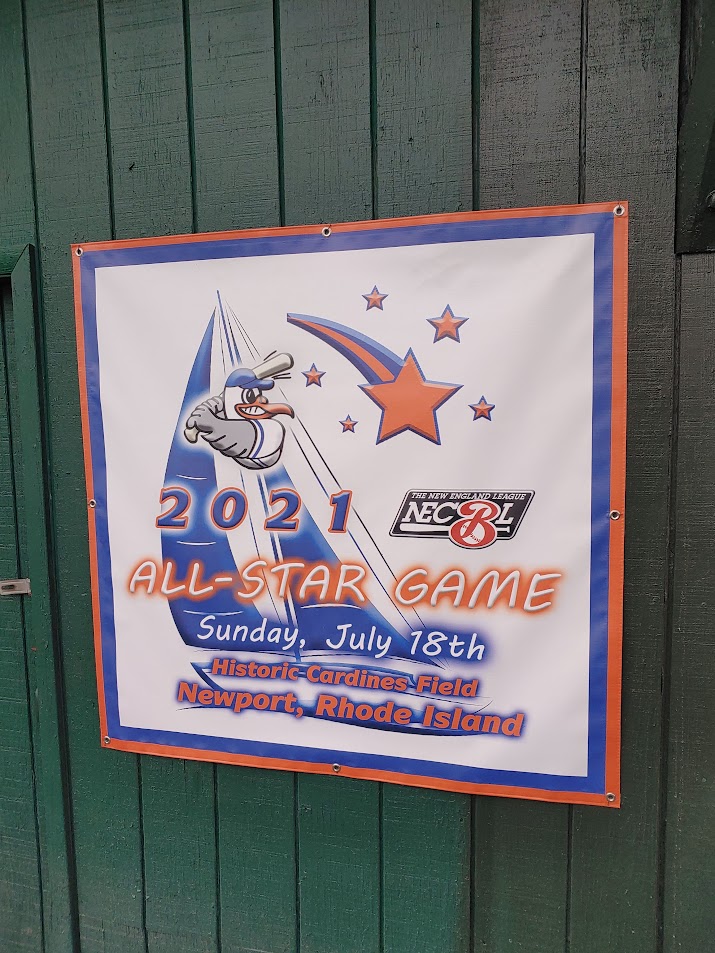 2021
THE NEW ENGLAND LEAGUE
NECBL
ALL-STAR GAME
Sunday, July 18th
Historic Cardines Field
Newport, Rhode Island